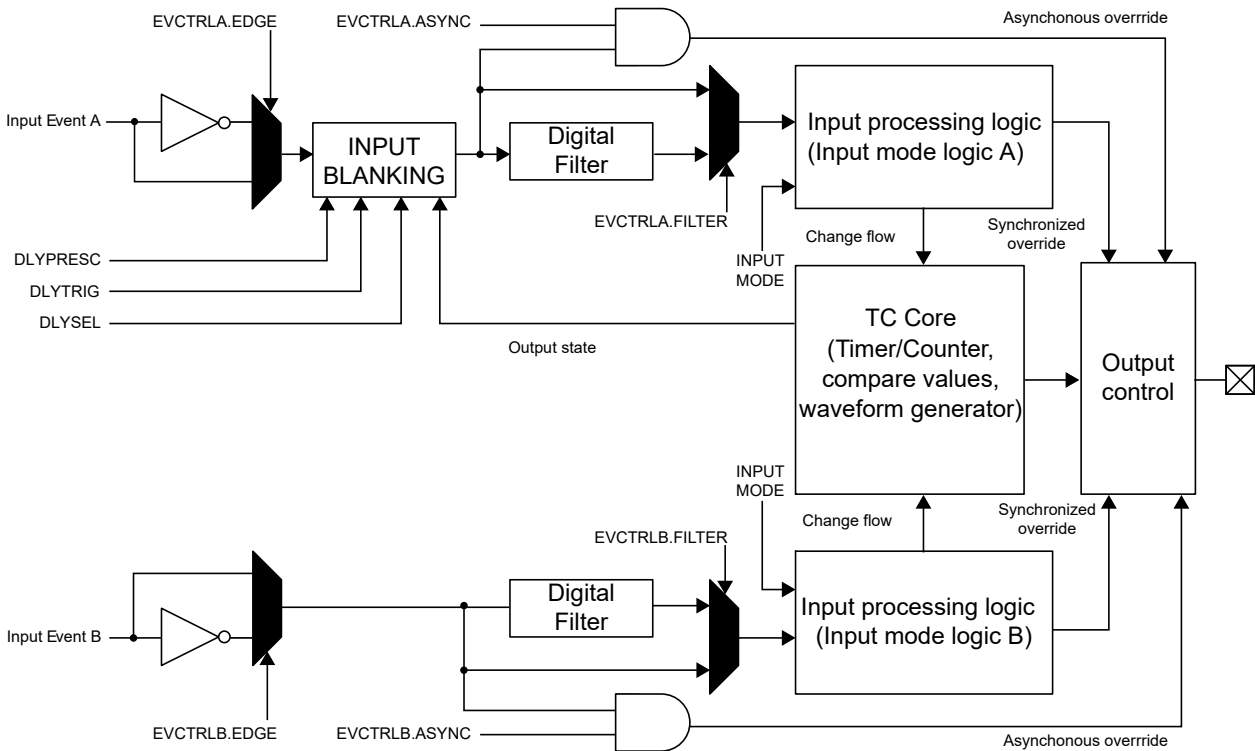 EVCTRLA.EDGE
EVCTRLA.ASYNC
Asynchonous overrride
Input Event A
INPUT
BLANKING
Digital
Filter
Input processing logic
(Input mode logic A)
EVCTRLA.FILTER
DLYPRESC
DLYTRIG
DLYSEL
INPUT
MODE
Change flow
Synchronized
override
Output state
TC Core
(Timer/Counter,
compare values,
waveform generator)
Output
control
INPUT
MODE
Change flow
Synchronized
override
EVCTRLB.FILTER
Input Event B
Digital
Filter
Input processing logic
(Input mode logic B)
EVCTRLB.EDGE
EVCTRLB.ASYNC
Asynchonous overrride